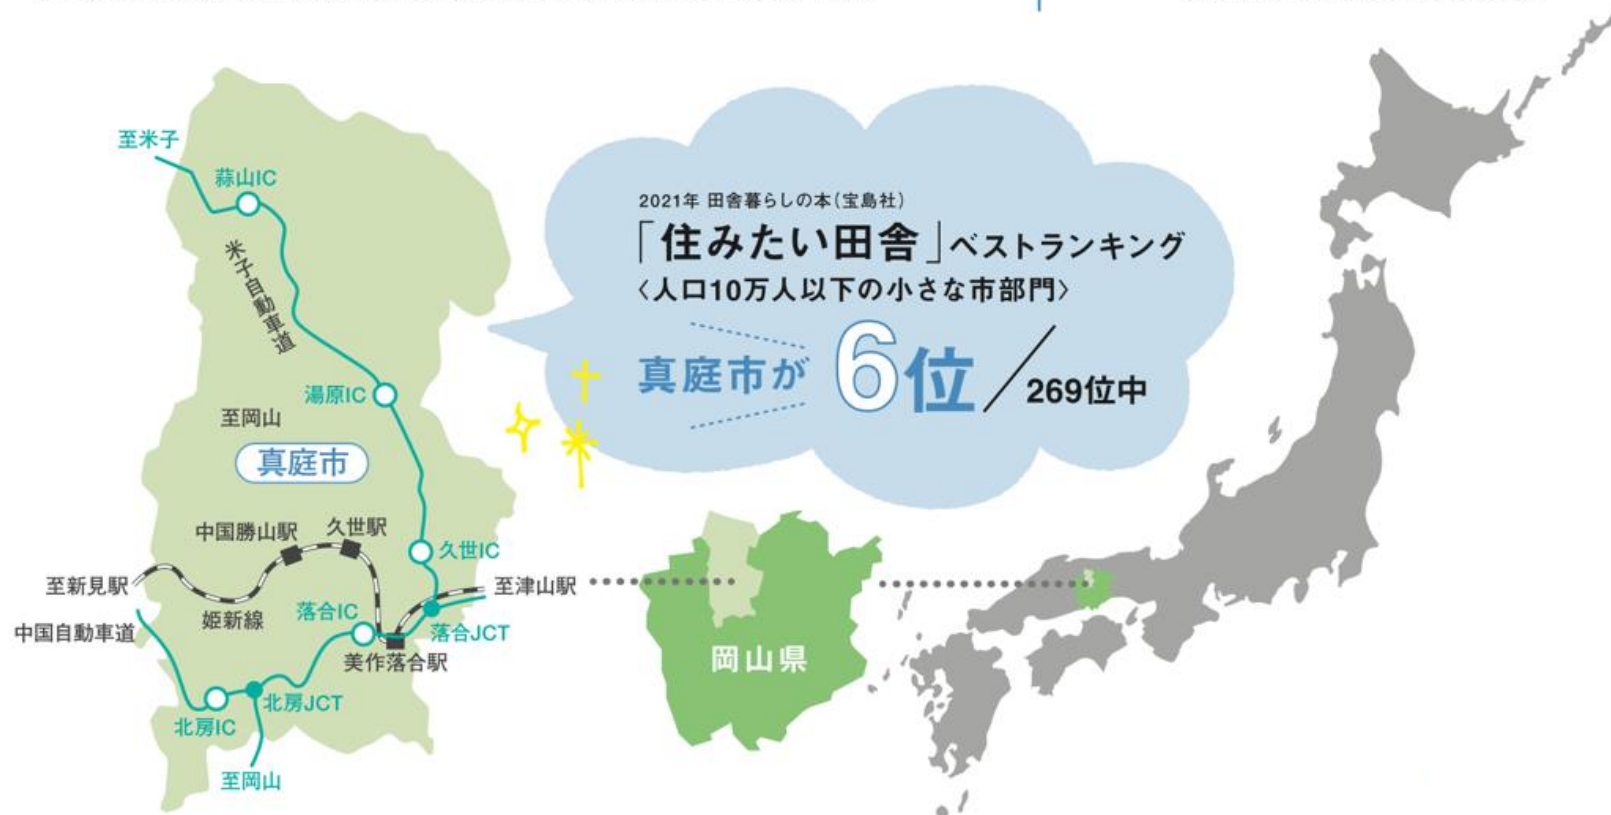 至米子
蒜山IC
米子自動車道
湯原IC
至岡山
真庭市
中国勝山駅
久世駅
久世IC
至新見駅
至津山駅
姫新線
落合IC
中国自動車道
落合JCT
美作落合駅
北房JCT
北房IC
至岡山
2021年 田舎暮らしの本(宝島社)
「住みたい田舎」ベストランキング
〈人口10万人以下の小さな市部門〉
真庭市が 6位/269位中
岡山県